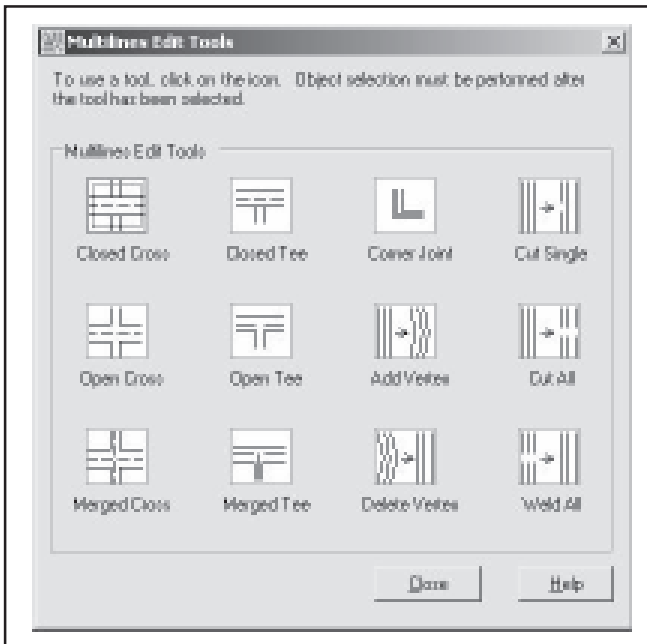 Multilines Edit Tools
To use a tool, click on the icon. Object selection must be performed after
the tool has been selected.
Multilines Edit Tools
Closed Cross Closed Tee Corner Joint Cut Single
Open Cross Open Tee Add Vertex Cut All
Merged Cross Merged Tee Delete Vertex Weld All
Close Help